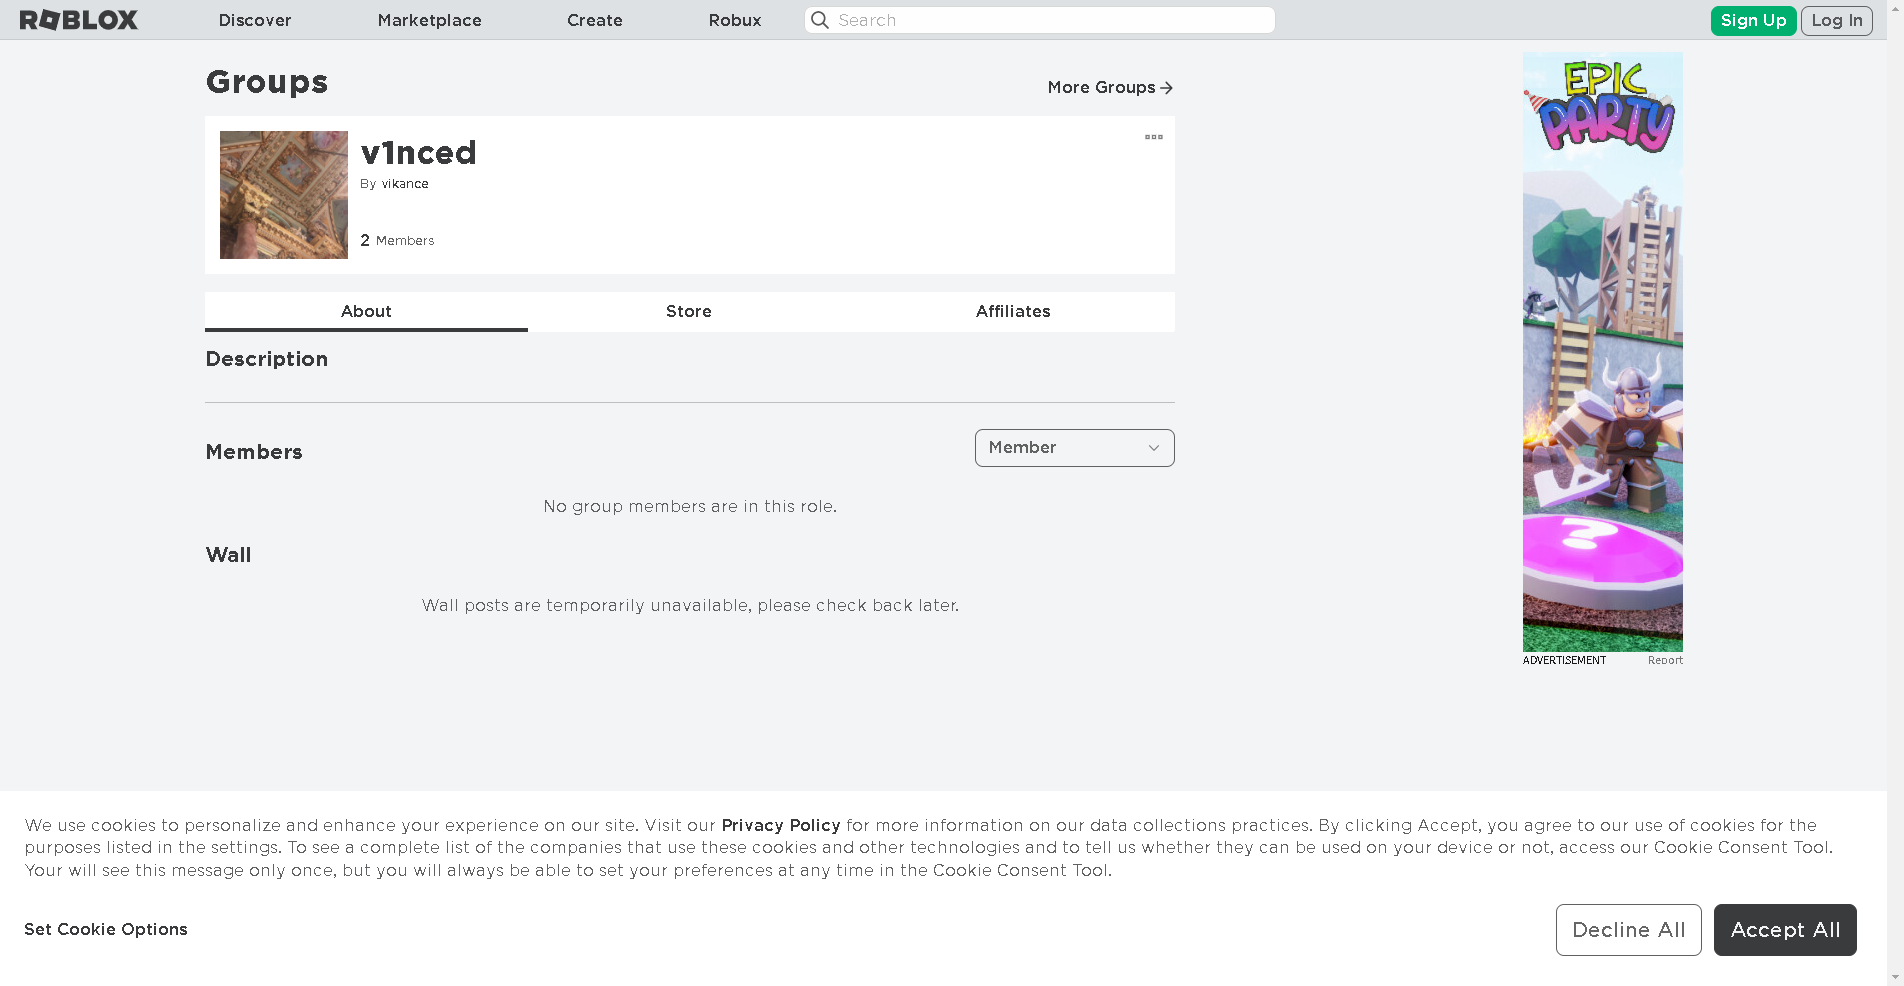 ROBLOX
Discover
Marketplace
Create
Robux
Search
Sign Up
Log In
Groups
More Groups
v1nced
By vikance
2 Members
About
Store
Affiliates
Description
Members
Member
No group members are in this role.
Wall
Wall posts are temporarily unavailable, please check back later.
EPIC
PARTY
?
ADVERTISEMENT
Report
We use cookies to personalize and enhance your experience on our site. Visit our Privacy Policy for more information on our data collections practices. By clicking Accept, you agree to our use of cookies for the
purposes listed in the settings. To see a complete list of the companies that use these cookies and other technologies and to tell us whether they can be used on your device or not, access our Cookie Consent Tool.
Your will see this message only once, but you will always be able to set your preferences at any time in the Cookie Consent Tool.
Set Cookie Options
Decline All
Accept All